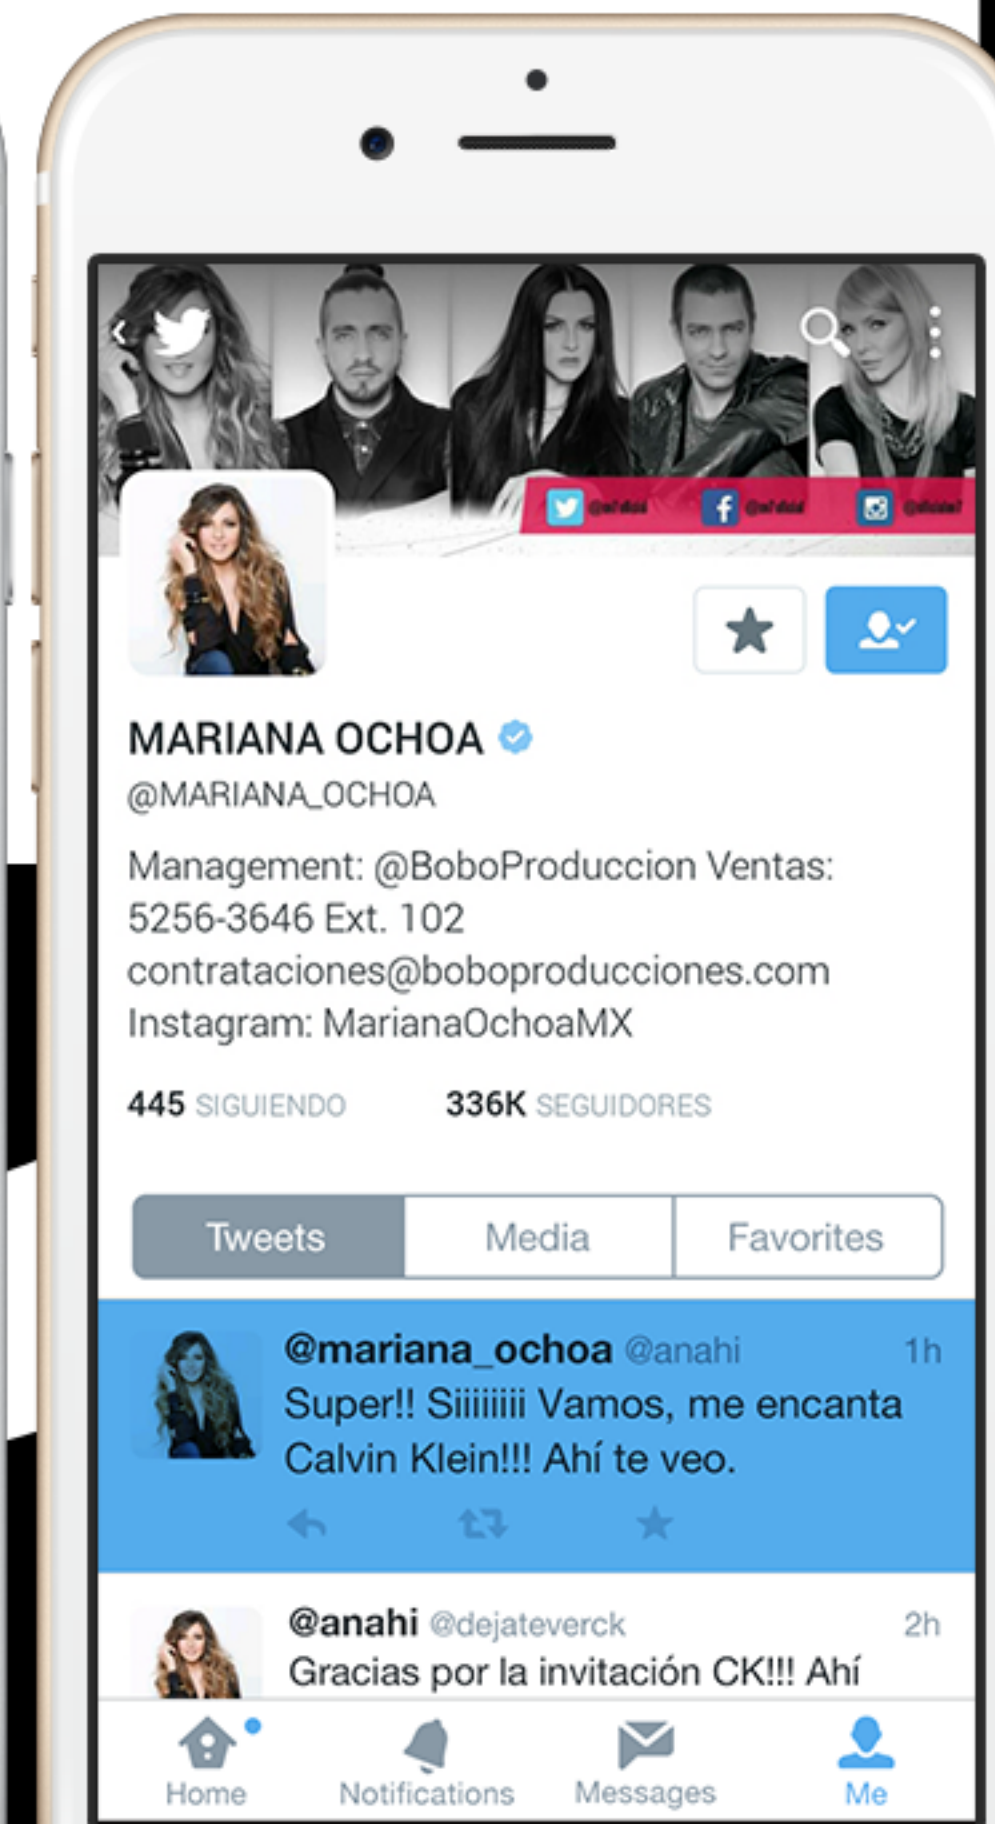 MARIANA OCHOA
@MARIANA_OCHOA
Management: @BoboProduccion Ventas:
5256-3646 Ext. 102
contrataciones@boboproducciones.com
Instagram: MarianaOchoaMX
445 SIGUIENDO 336K SEGUIDORES
Tweets Media Favorites
@mariana_ochoa @anahi 1h
Super!! Siiiiiiii Vamos, me encanta
Calvin Klein!!! Ahí te veo.
@anahi @dejateverck 2h
Gracias por la invitación CK!!! Ahí
Home Notifications Messages Me